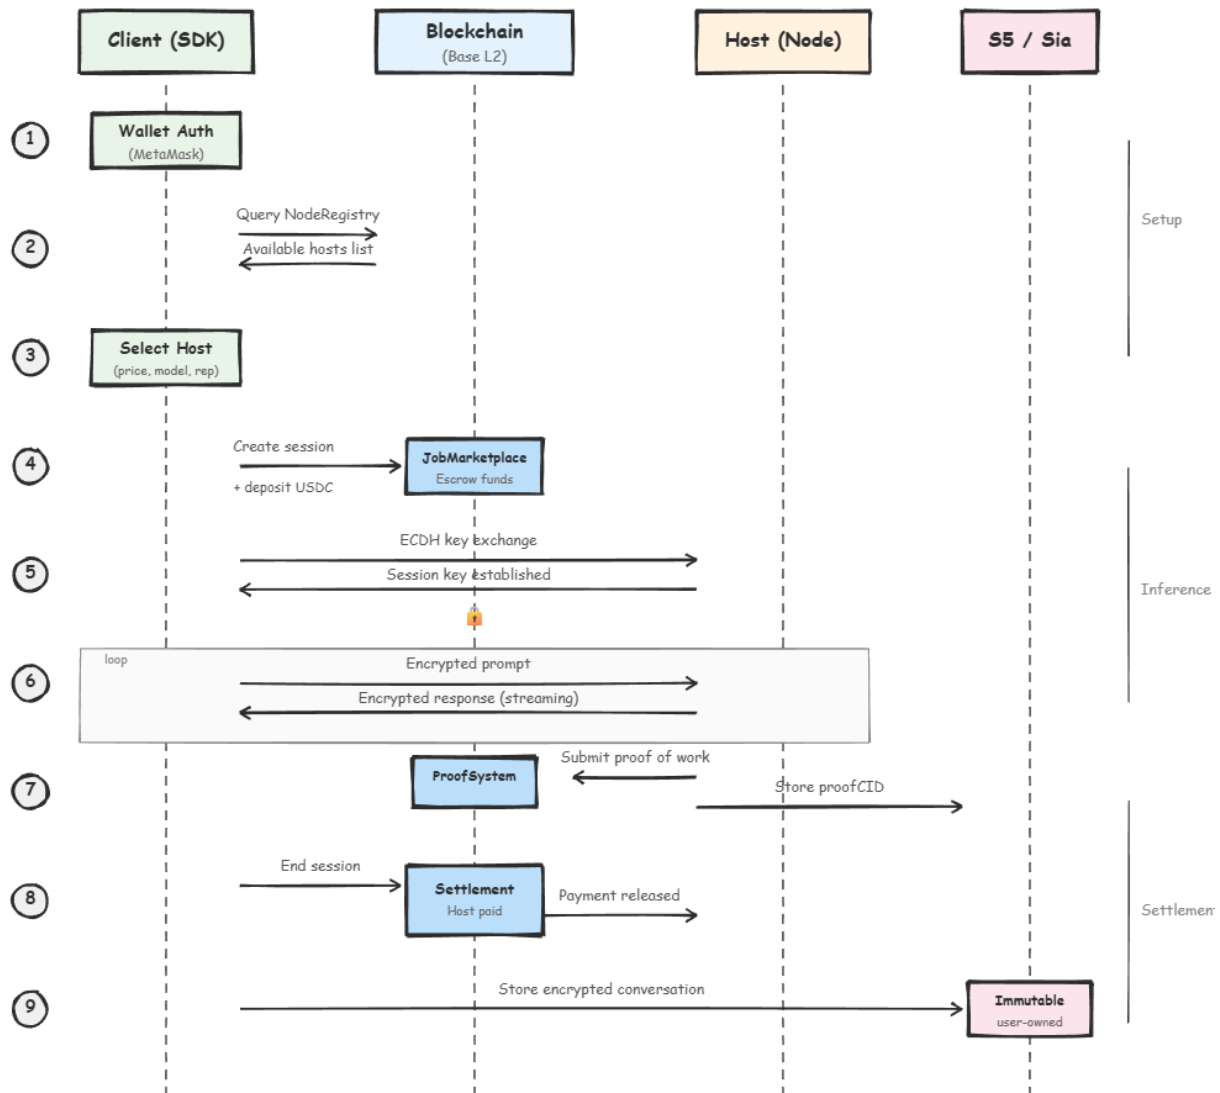 Client (SDK)
Blockchain
(Base L2)
Host (Node)
S5 / Sia
1
Wallet Auth
(MetaMask)
Setup
2
Query NodeRegistry
Available hosts list
3
Select Host
(price, model, rep)
4
Create session
+ deposit USDC
JobMarketplace
Escrow funds
5
ECDH key exchange
Session key established
Inference
loop
6
Encrypted prompt
Encrypted response (streaming)
7
ProofSystem
Submit proof of work
Store proofCID
8
End session
Settlement
Host paid
Payment released
Settlemen
9
Store encrypted conversation
Immutable
user-owned